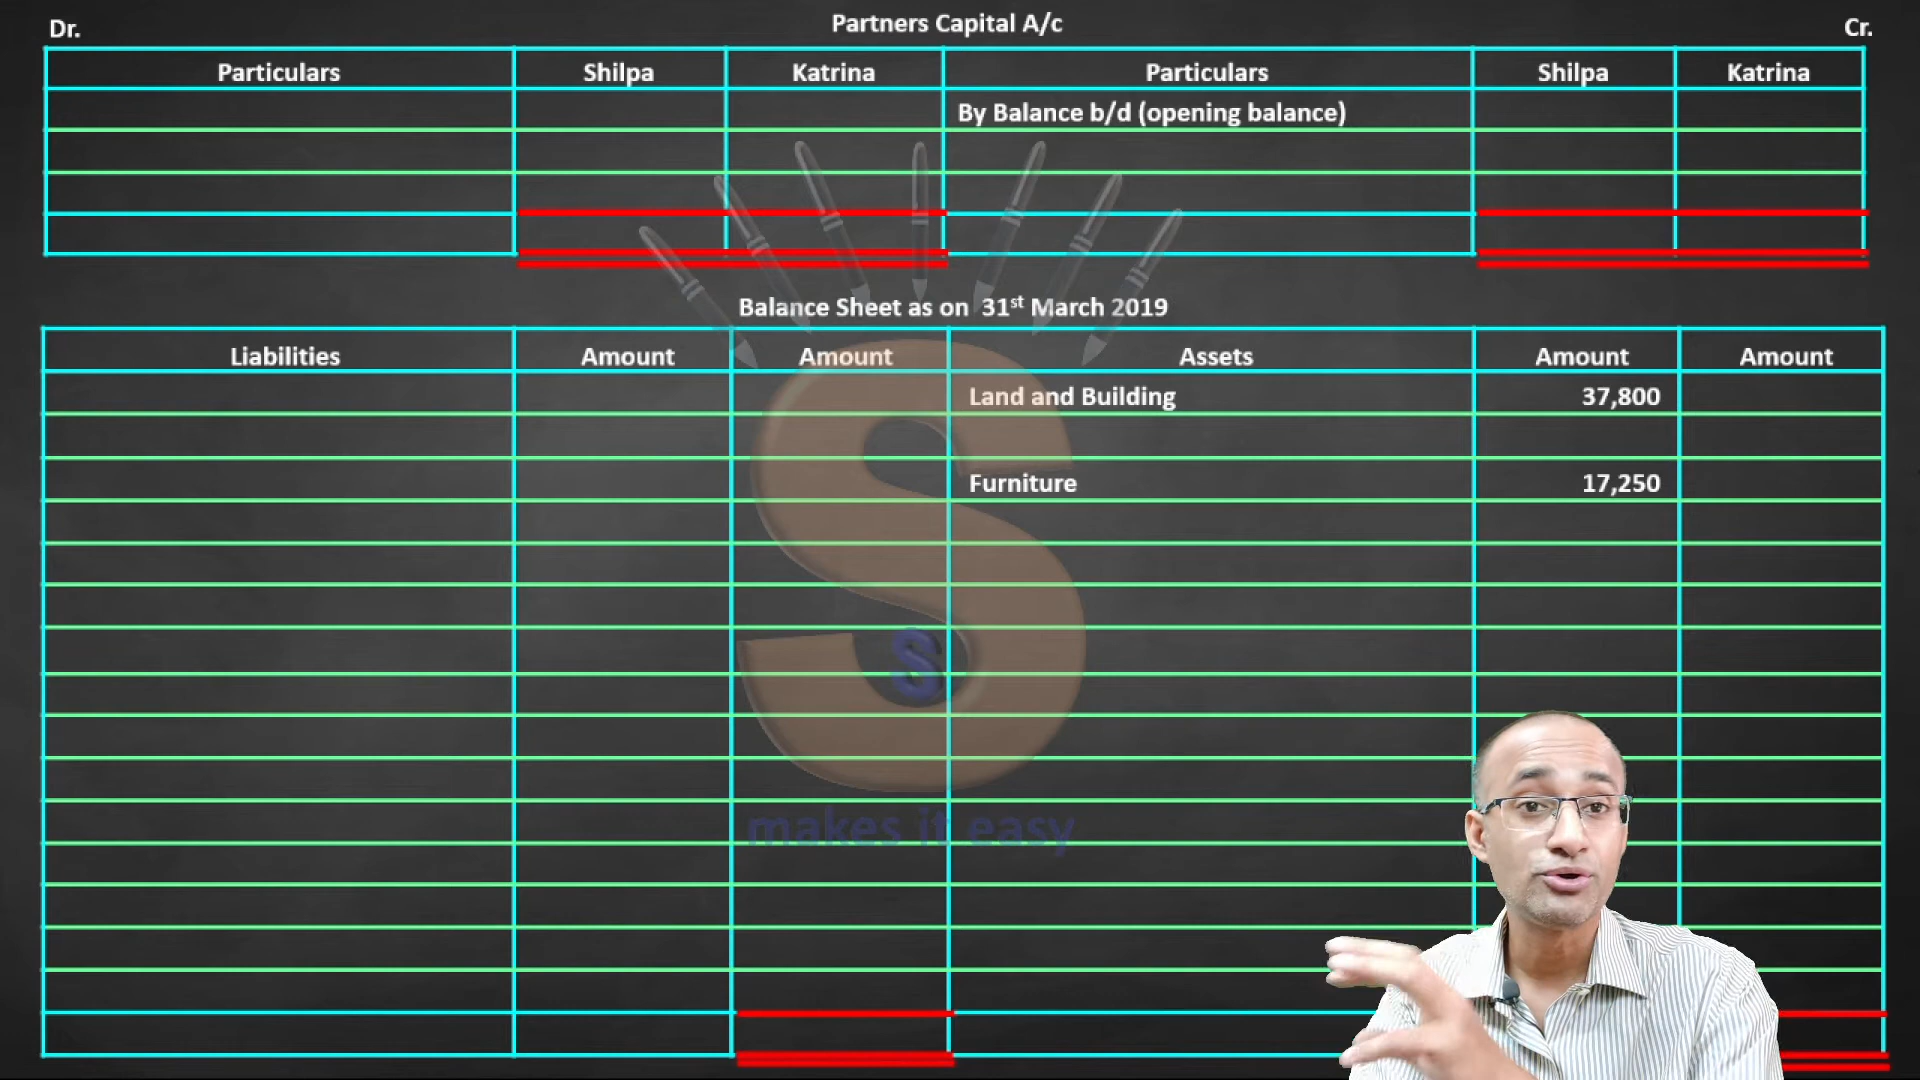 Dr. Partners Capital A/c Cr.
Particulars Shilpa Katrina Particulars Shilpa Katrina
By Balance b/d (opening balance)
Balance Sheet as on 31st March 2019
Liabilities Amount Amount Assets Amount Amount
Land and Building 37,800
Furniture 17,250
S
S
makes it easy